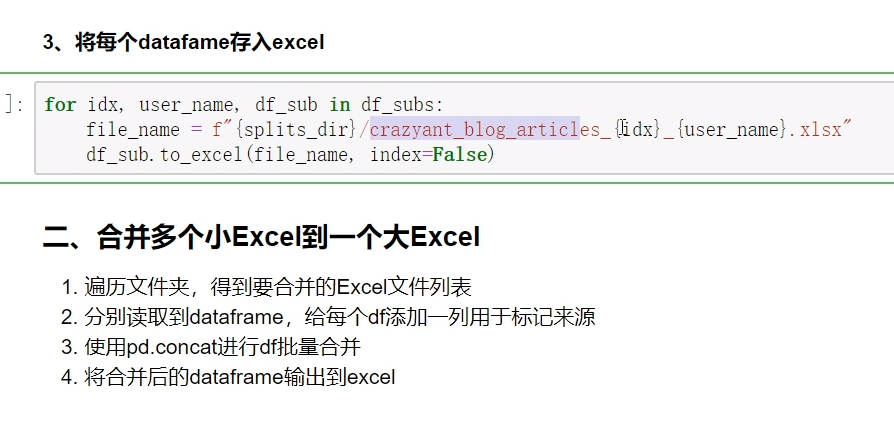 3、将每个datafame存入excel
]: for idx, user_name, df_sub in df_subs:
file_name = f"{splits_dir}/crazyant_blog_articles_{idx}_{user_name}.xlsx"
df_sub.to_excel(file_name, index=False)
二、合并多个小Excel到一个大Excel
1. 遍历文件夹，得到要合并的Excel文件列表
2. 分别读取到dataframe，给每个df添加一列用于标记来源
3. 使用pd.concat进行df批量合并
4. 将合并后的dataframe输出到excel